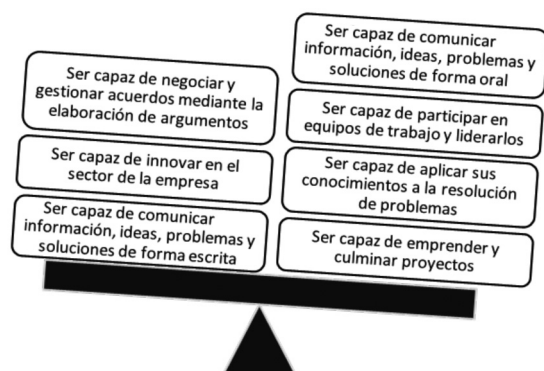 Ser capaz de negociar y
gestionar acuerdos mediante la
elaboración de argumentos
Ser capaz de innovar en el
sector de la empresa
Ser capaz de comunicar
información, ideas, problemas y
soluciones de forma escrita
Ser capaz de comunicar
información, ideas, problemas y
soluciones de forma oral
Ser capaz de participar en
equipos de trabajo y liderarlos
Ser capaz de aplicar sus
conocimientos a la resolución
de problemas
Ser capaz de emprender y
culminar proyectos